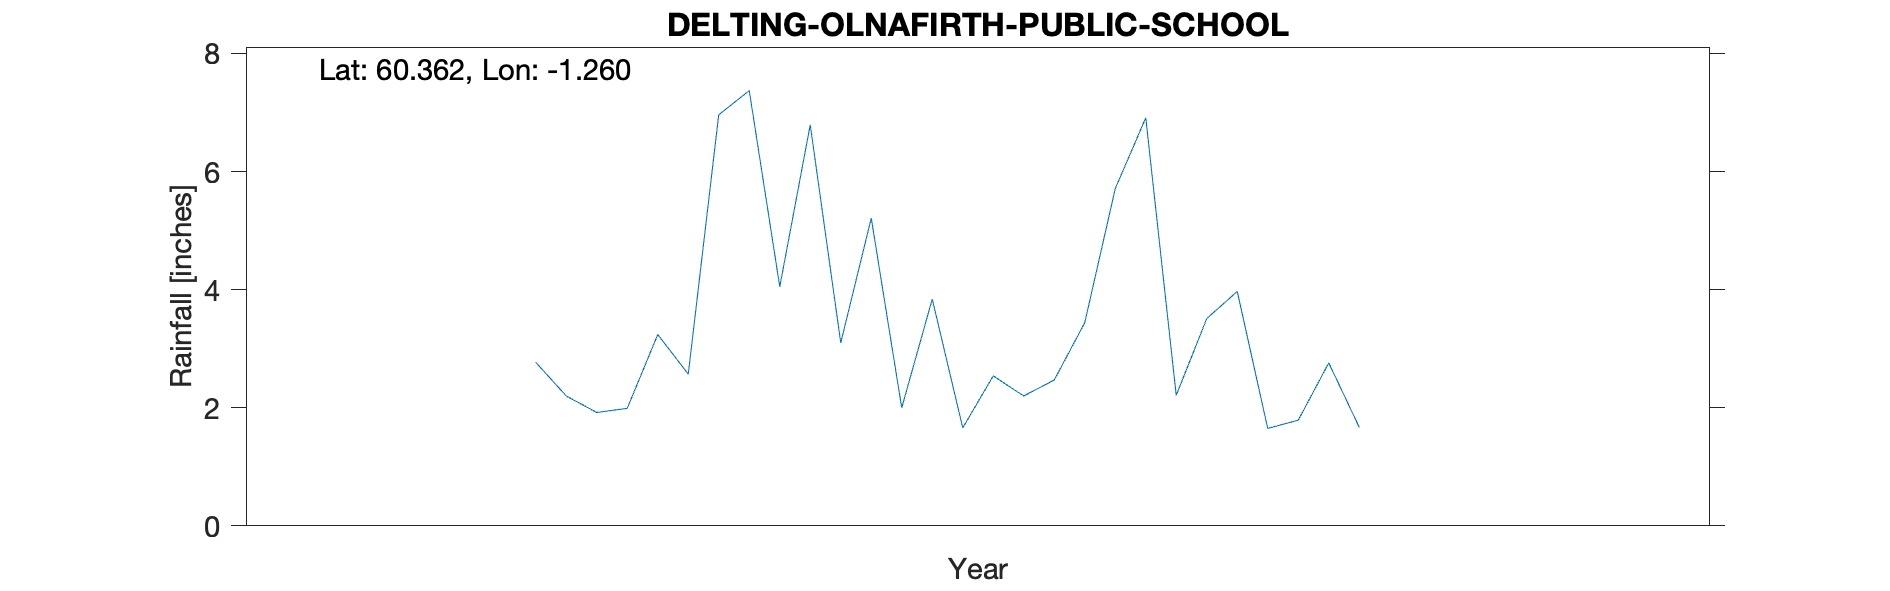 DELTING-OLNAFIRTH-PUBLIC-SCHOOL
Lat: 60.362, Lon: -1.260
8
6
4
2
0
Rainfall [inches]
Year